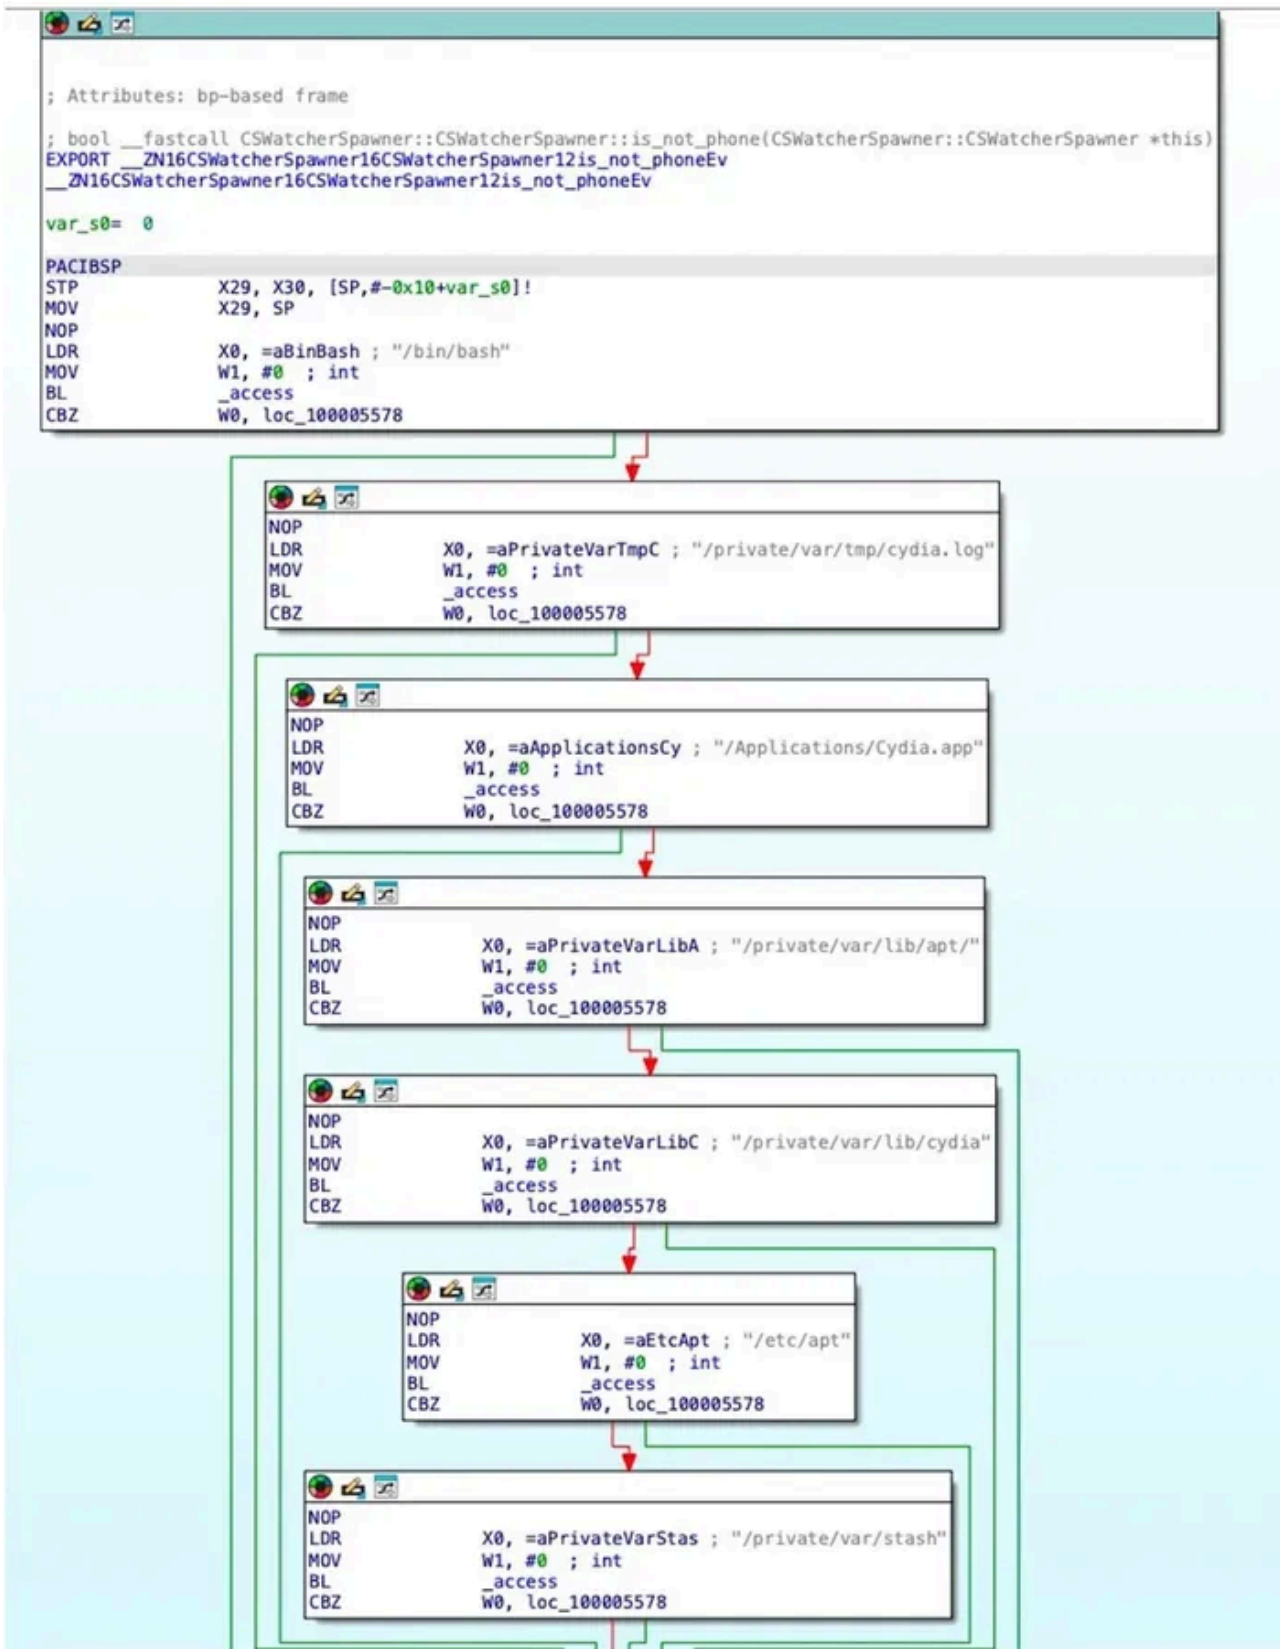 ; Attributes: bp-based frame
; bool __fastcall CSWatcherSpawner::CSWatcherSpawner::is_not_phone(CSWatcherSpawner::CSWatcherSpawner *this)
EXPORT __ZN16CSWatcherSpawner16CSWatcherSpawner12is_not_phoneEv
__ZN16CSWatcherSpawner16CSWatcherSpawner12is_not_phoneEv
var_s0= 0
PACIBSP
STP X29, X30, [SP,#-0x10+var_s0]!
MOV X29, SP
NOP
LDR X0, =aBinBash ; "/bin/bash"
MOV W1, #0 ; int
BL _access
CBZ W0, loc_100005578
NOP
LDR X0, =aPrivateVarTmpC ; "/private/var/tmp/cydia.log"
MOV W1, #0 ; int
BL _access
CBZ W0, loc_100005578
NOP
LDR X0, =aApplicationsCy ; "/Applications/Cydia.app"
MOV W1, #0 ; int
BL _access
CBZ W0, loc_100005578
NOP
LDR X0, =aPrivateVarLibA ; "/private/var/lib/apt/"
MOV W1, #0 ; int
BL _access
CBZ W0, loc_100005578
NOP
LDR X0, =aPrivateVarLibC ; "/private/var/lib/cydia"
MOV W1, #0 ; int
BL _access
CBZ W0, loc_100005578
NOP
LDR X0, =aEtcApt ; "/etc/apt"
MOV W1, #0 ; int
BL _access
CBZ W0, loc_100005578
NOP
LDR X0, =aPrivateVarStas ; "/private/var/stash"
MOV W1, #0 ; int
BL _access
CBZ W0, loc_100005578